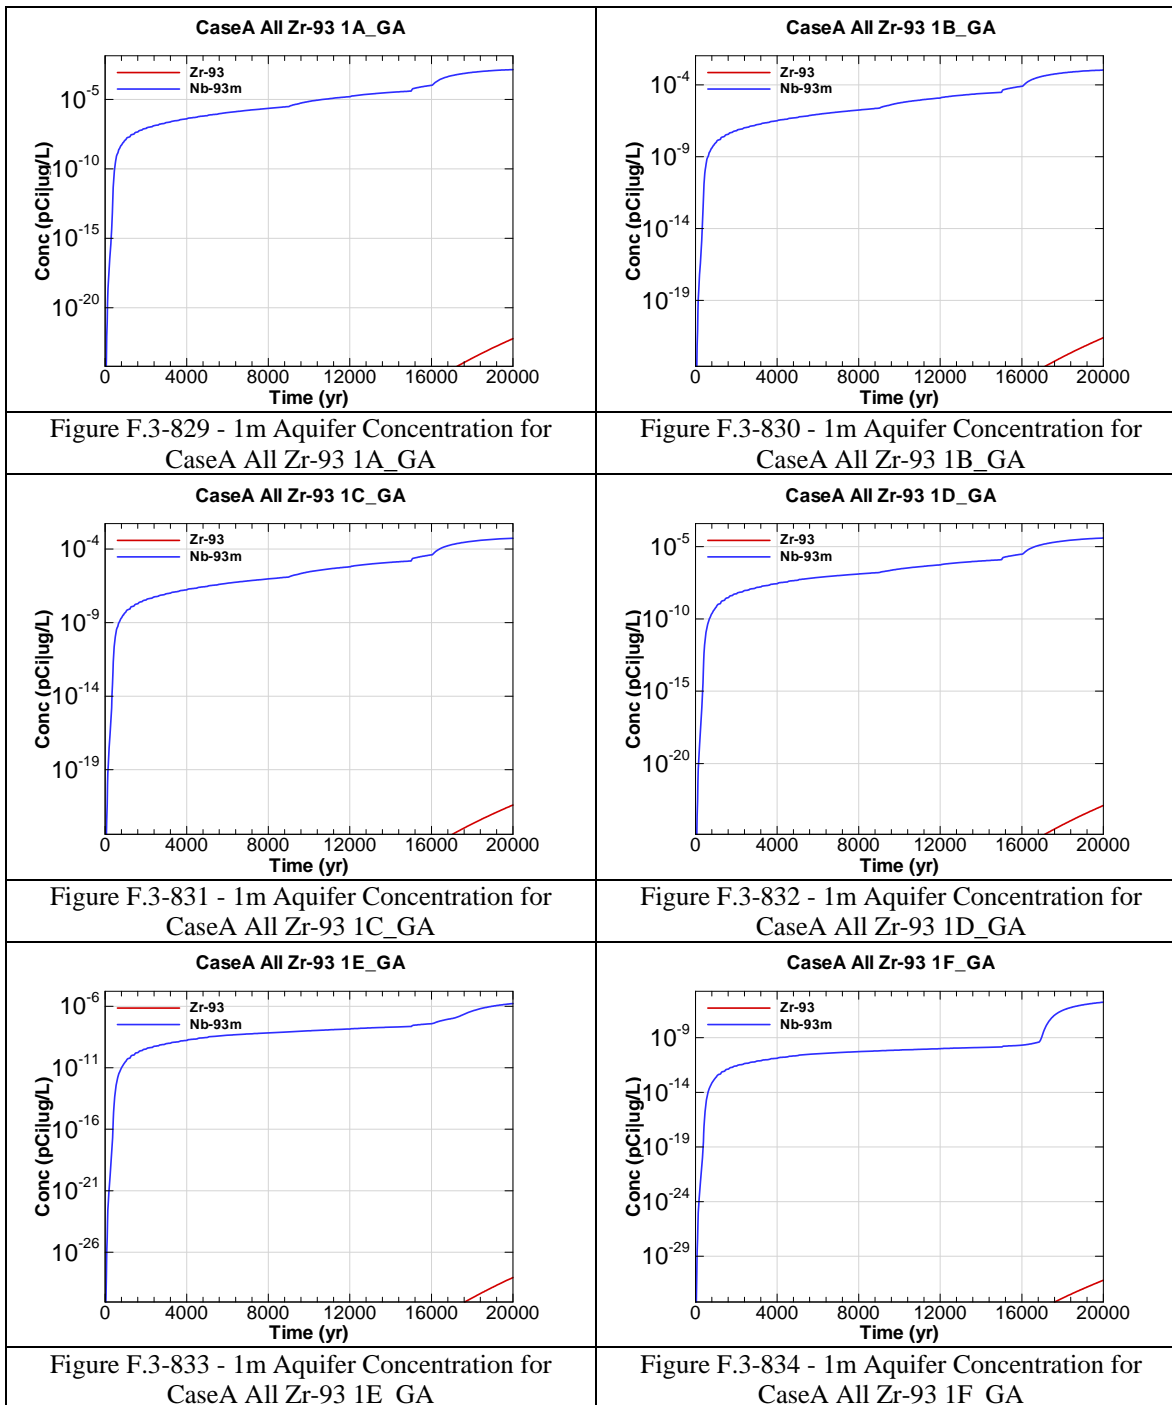 CaseA All Zr-93 1A_GA
Zr-93
Nb-93m
10^-5
10^-10
10^-15
10^-20
Conc (pCi|ug/L)
0 4000 8000 12000 16000 20000
Time (yr)
Figure F.3-829 - 1m Aquifer Concentration for
CaseA All Zr-93 1A_GA
CaseA All Zr-93 1B_GA
Zr-93
Nb-93m
10^-4
10^-9
10^-14
10^-19
Conc (pCi|ug/L)
0 4000 8000 12000 16000 20000
Time (yr)
Figure F.3-830 - 1m Aquifer Concentration for
CaseA All Zr-93 1B_GA
CaseA All Zr-93 1C_GA
Zr-93
Nb-93m
10^-4
10^-9
10^-14
10^-19
Conc (pCi|ug/L)
0 4000 8000 12000 16000 20000
Time (yr)
Figure F.3-831 - 1m Aquifer Concentration for
CaseA All Zr-93 1C_GA
CaseA All Zr-93 1D_GA
Zr-93
Nb-93m
10^-5
10^-10
10^-15
10^-20
Conc (pCi|ug/L)
0 4000 8000 12000 16000 20000
Time (yr)
Figure F.3-832 - 1m Aquifer Concentration for
CaseA All Zr-93 1D_GA
CaseA All Zr-93 1E_GA
Zr-93
Nb-93m
10^-6
10^-11
10^-16
10^-21
10^-26
Conc (pCi|ug/L)
0 4000 8000 12000 16000 20000
Time (yr)
Figure F.3-833 - 1m Aquifer Concentration for
CaseA All Zr-93 1E_GA
CaseA All Zr-93 1F_GA
Zr-93
Nb-93m
10^-9
10^-14
10^-19
10^-24
10^-29
Conc (pCi|ug/L)
0 4000 8000 12000 16000 20000
Time (yr)
Figure F.3-834 - 1m Aquifer Concentration for
CaseA All Zr-93 1F_GA